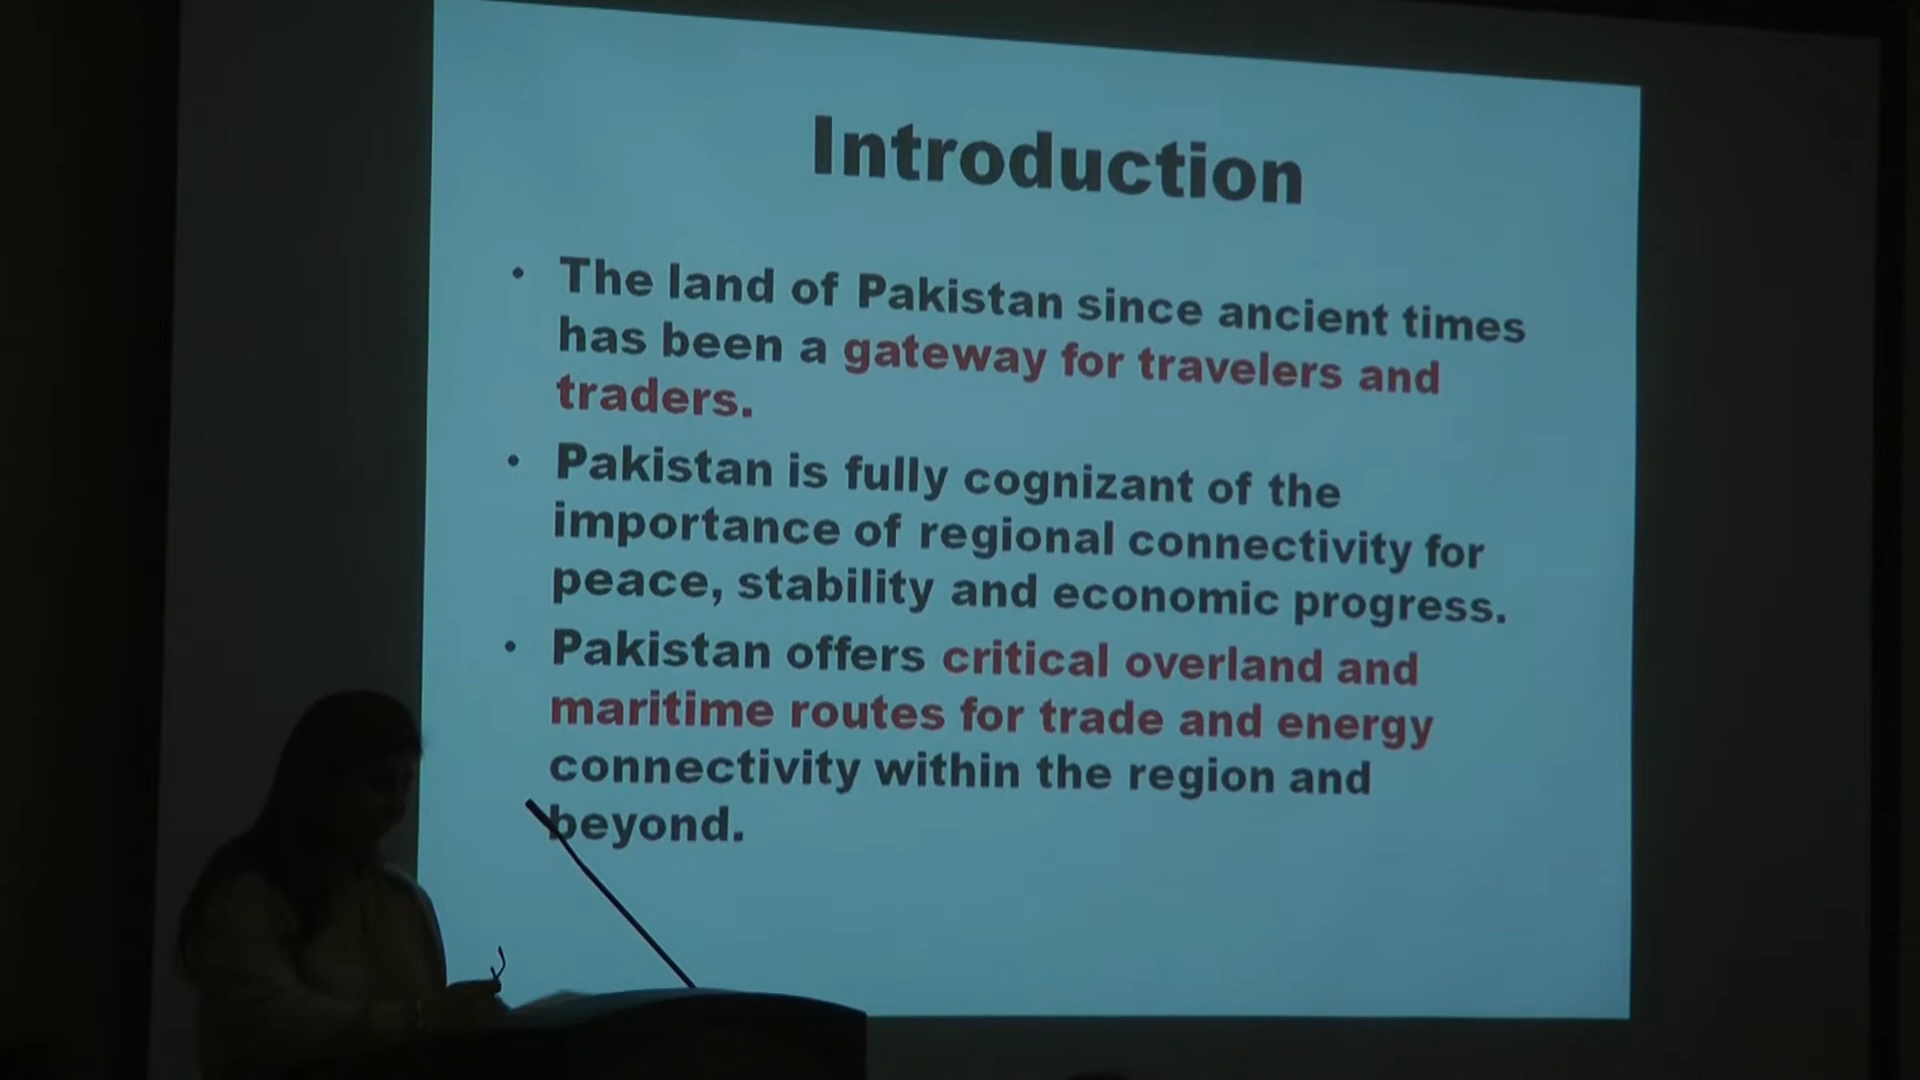 Introduction
• The land of Pakistan since ancient times
has been a gateway for travelers and
traders.
• Pakistan is fully cognizant of the
importance of regional connectivity for
peace, stability and economic progress.
• Pakistan offers critical overland and
maritime routes for trade and energy
connectivity within the region and
beyond.